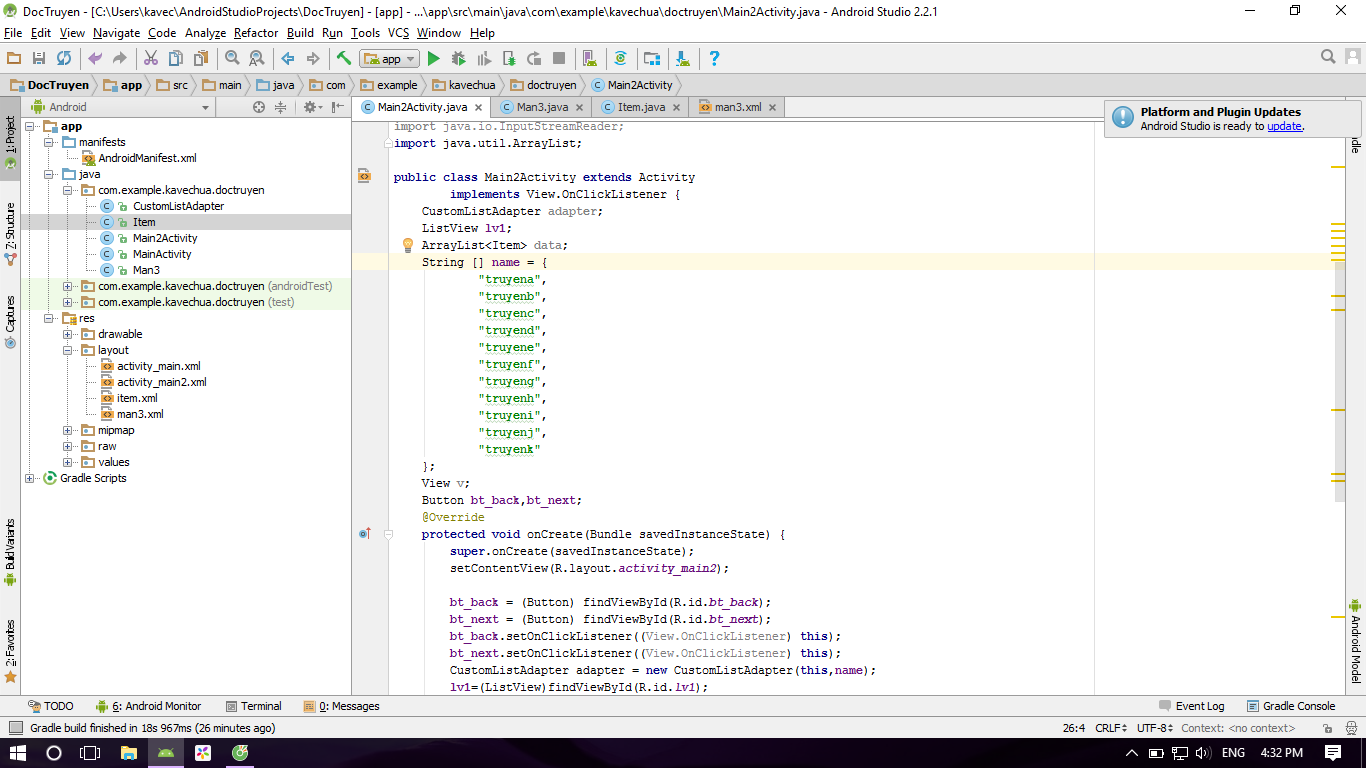 DocTruyen - [C:\Users\kavec\AndroidStudioProjects\DocTruyen] - [app] - ...\app\src\main\java\com\example\kavechua\doctruyen\Main2Activity.java - Android Studio 2.2.1
File Edit View Navigate Code Analyze Refactor Build Run Tools VCS Window Help
app
DocTruyen app src main java com example kavechua doctruyen Main2Activity
Android
Main2Activity.java Man3.java Item.java man3.xml
Platform and Plugin Updates
Android Studio is ready to update.
1: Project
7: Structure
Captures
Build Variants
2: Favorites
app
manifests
AndroidManifest.xml
java
com.example.kavechua.doctruyen
CustomListAdapter
Item
Main2Activity
MainActivity
Man3
com.example.kavechua.doctruyen (androidTest)
com.example.kavechua.doctruyen (test)
res
drawable
layout
activity_main.xml
activity_main2.xml
item.xml
man3.xml
mipmap
raw
values
Gradle Scripts
import java.io.InputStreamReader;
import java.util.ArrayList;
public class Main2Activity extends Activity
implements View.OnClickListener {
CustomListAdapter adapter;
ListView lv1;
ArrayList<Item> data;
String [] name = {
"truyena",
"truyenb",
"truyenc",
"truyend",
"truyene",
"truyenf",
"truyeng",
"truyenh",
"truyeni",
"truyenj",
"truyenk"
};
View v;
Button bt_back,bt_next;
@Override
protected void onCreate(Bundle savedInstanceState) {
super.onCreate(savedInstanceState);
setContentView(R.layout.activity_main2);
bt_back = (Button) findViewById(R.id.bt_back);
bt_next = (Button) findViewById(R.id.bt_next);
bt_back.setOnClickListener((View.OnClickListener) this);
bt_next.setOnClickListener((View.OnClickListener) this);
CustomListAdapter adapter = new CustomListAdapter(this,name);
lv1=(ListView)findViewById(R.id.lv1);
Android Model
TODO 6: Android Monitor Terminal 0: Messages Event Log Gradle Console
Gradle build finished in 18s 967ms (26 minutes ago) 26:4 CRLF UTF-8 Context: <no context>
ENG 4:32 PM